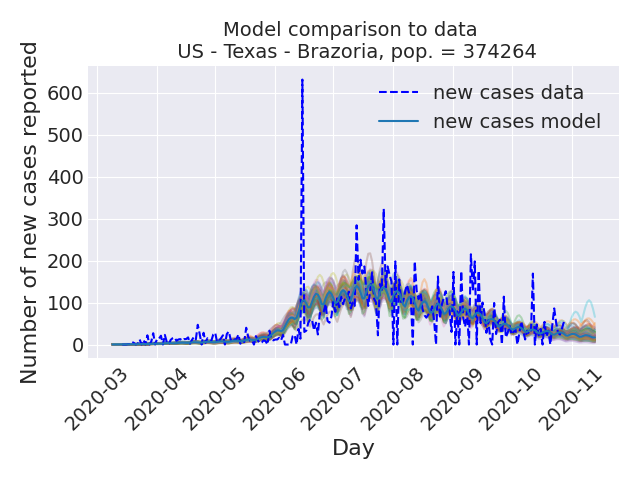 Model comparison to data
US - Texas - Brazoria, pop. = 374264
Number of new cases reported
600
500
400
300
200
100
0
new cases data
new cases model
2020-03
2020-04
2020-05
2020-06
2020-07
2020-08
2020-09
2020-10
2020-11
Day